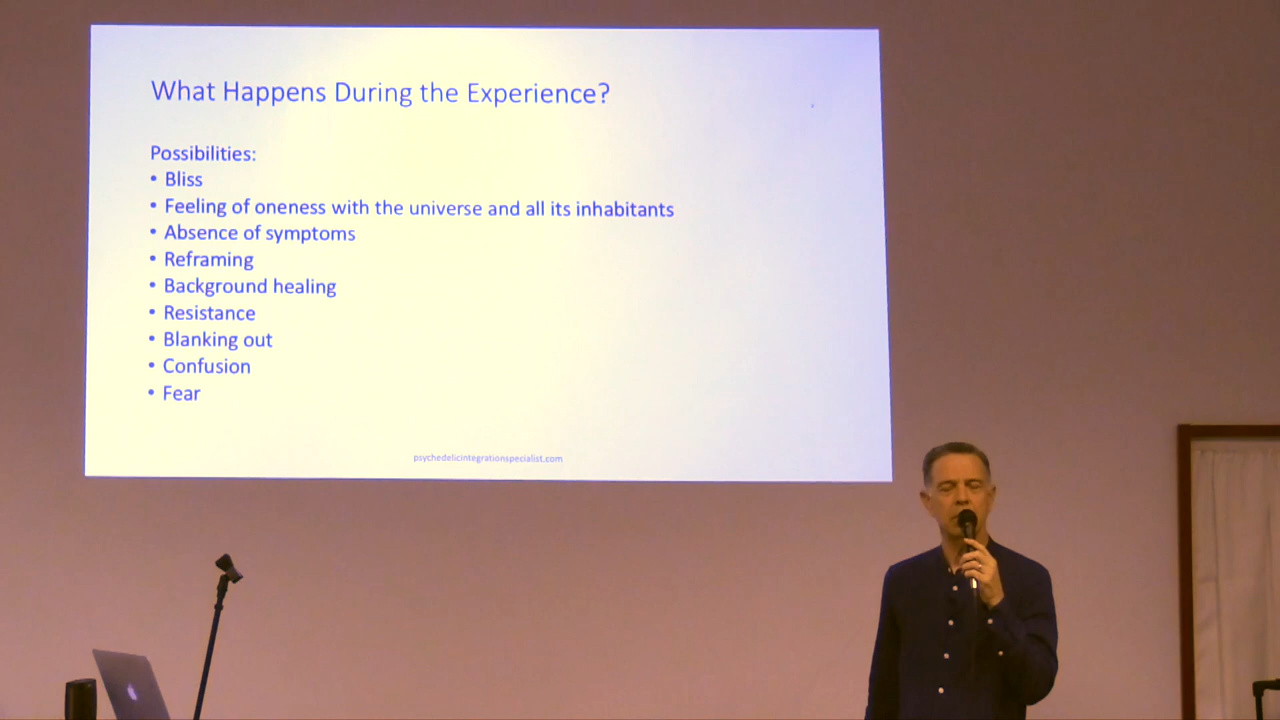 What Happens During the Experience?
Possibilities:
• Bliss
• Feeling of oneness with the universe and all its inhabitants
• Absence of symptoms
• Reframing
• Background healing
• Resistance
• Blanking out
• Confusion
• Fear
psychedelicintegrationspecialist.com